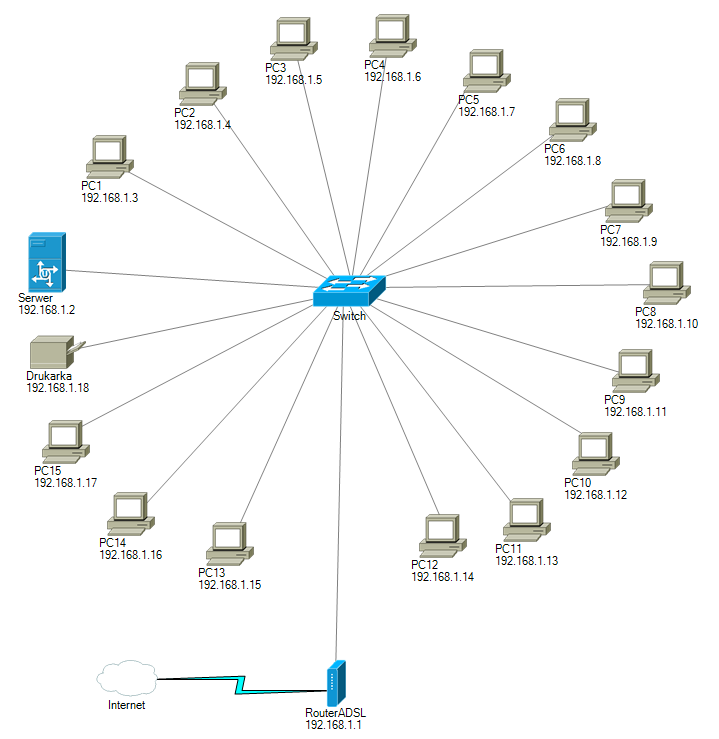 PC3
192.168.1.5
PC4
192.168.1.6
PC2
192.168.1.4
PC5
192.168.1.7
PC6
192.168.1.8
PC1
192.168.1.3
PC7
192.168.1.9
Serwer
192.168.1.2
PC8
192.168.1.10
Switch
Drukarka
192.168.1.18
PC9
192.168.1.11
PC15
192.168.1.17
PC10
192.168.1.12
PC14
192.168.1.16
PC11
192.168.1.13
PC13
192.168.1.15
PC12
192.168.1.14
Internet
RouterADSL
192.168.1.1